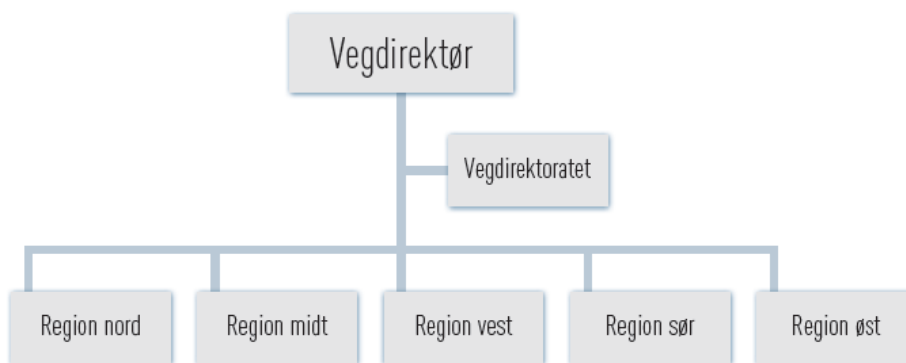 Vegdirektør
Vegdirektoratet
Region nord
Region midt
Region vest
Region sør
Region øst